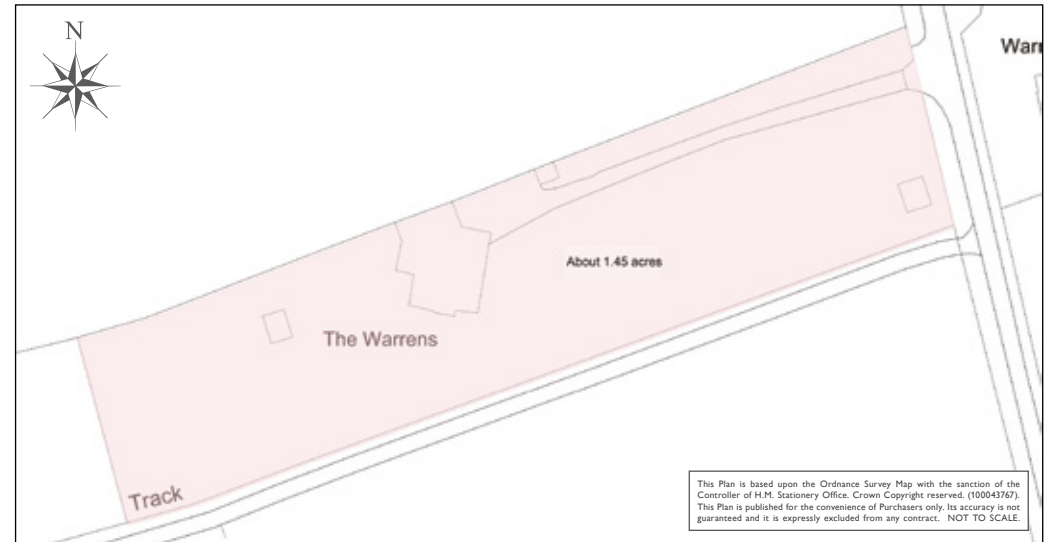 N
About 1.45 acres
The Warrens
Track
This Plan is based upon the Ordnance Survey Map with the sanction of the
Controller of H.M. Stationery Office. Crown Copyright reserved. (100043767).
This Plan is published for the convenience of Purchasers only. Its accuracy is not
guaranteed and it is expressly excluded from any contract. NOT TO SCALE.